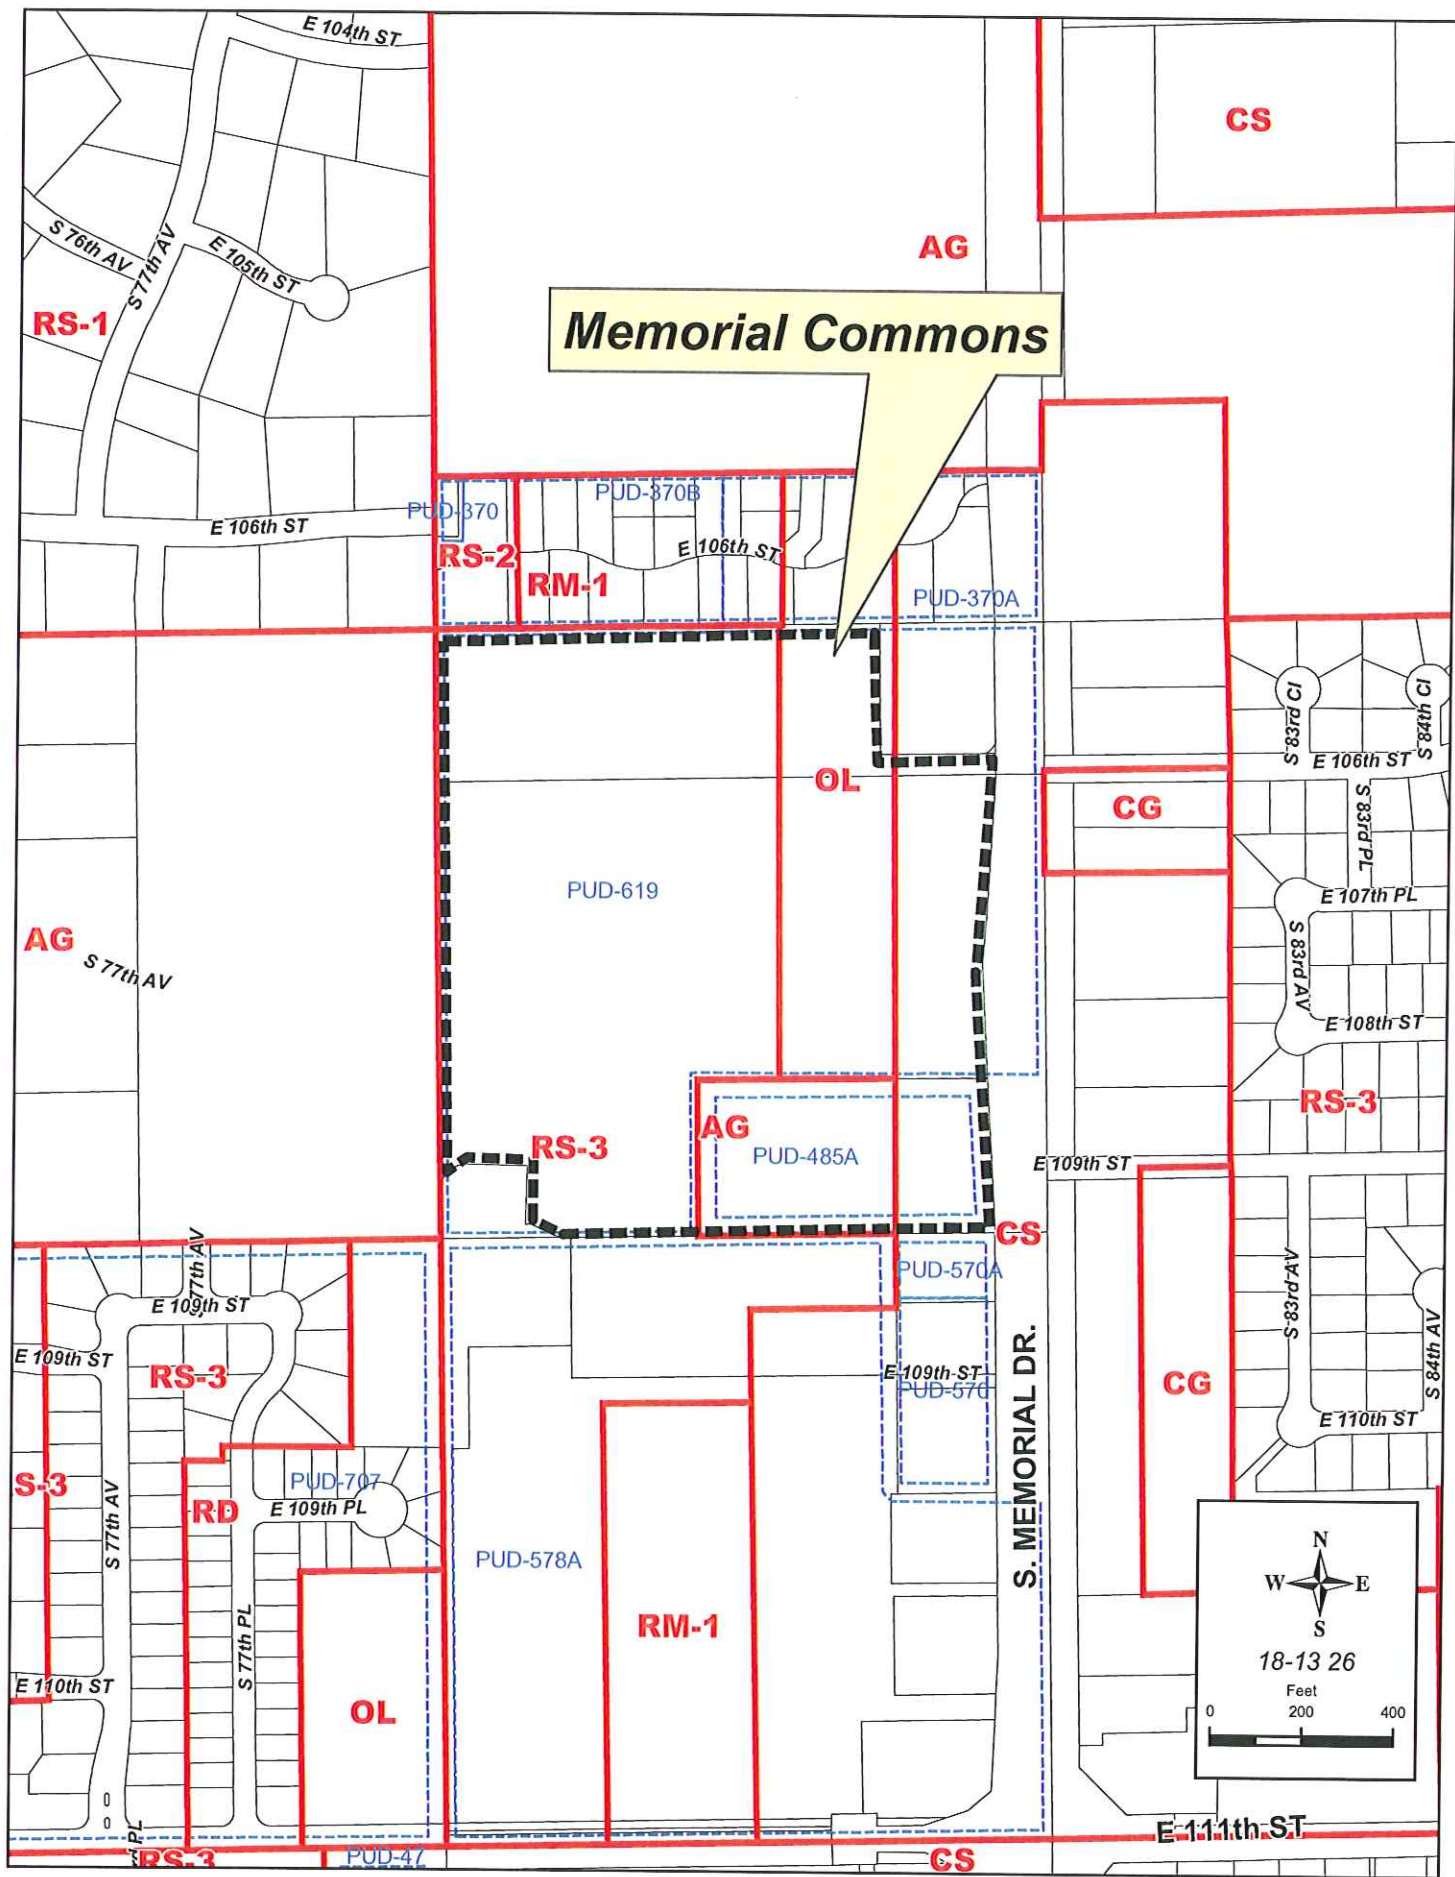 E 104th ST
CS
S 76th AV
S 77th AV
E 105th ST
AG
RS-1
Memorial Commons
PUD-370
PUD-370B
E 106th ST
E 106th ST
RS-2
RM-1
PUD-370A
S 83rd CI
S 84th CI
E 106th ST
OL
CG
S 83rd PL
PUD-619
E 107th PL
AG
S 77th AV
S 83rd AV
E 108th ST
RS-3
AG
RS-3
PUD-485A
E 109th ST
CS
S 77th AV
PUD-570A
E 109th ST
S 83rd AV
E 109th ST
RS-3
E 109th ST
PUD-570
CG
S 84th AV
E 110th ST
S. MEMORIAL DR.
S-3
PUD-707
RD
E 109th PL
S 77th AV
PUD-578A
N
W
E
S
18-13 26
Feet
0 200 400
RM-1
S 77th PL
E 110th ST
OL
E 111th ST
PL
RS-3
PUD-47
CS